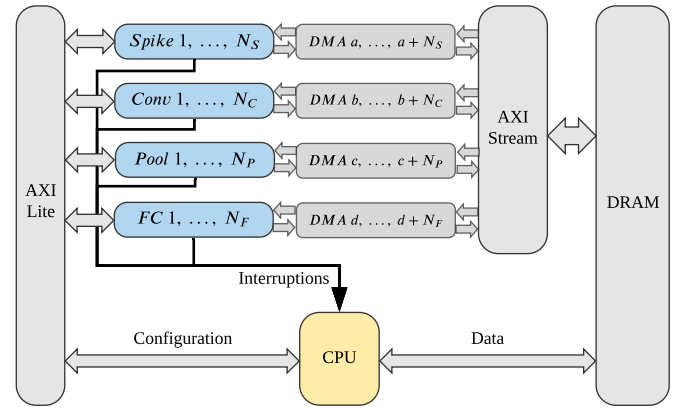 Spike 1, …, N_S
DMA a, …, a + N_S
Conv 1, …, N_C
DMA b, …, b + N_C
AXI
Stream
Pool 1, …, N_P
DMA c, …, c + N_P
AXI
Lite
DRAM
FC 1, …, N_F
DMA d, …, d + N_F
Interruptions
Configuration
CPU
Data